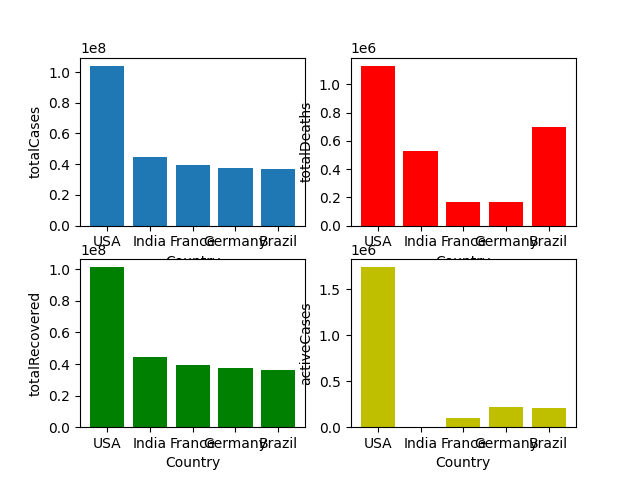 1e8
totalCases
1.0
0.8
0.6
0.4
0.2
0.0
USA India France Germany Brazil
Country
1e6
totalDeaths
1.0
0.8
0.6
0.4
0.2
0.0
USA India France Germany Brazil
Country
1e8
totalRecovered
1.0
0.8
0.6
0.4
0.2
0.0
USA India France Germany Brazil
Country
1e6
activeCases
1.5
1.0
0.5
0.0
USA India France Germany Brazil
Country